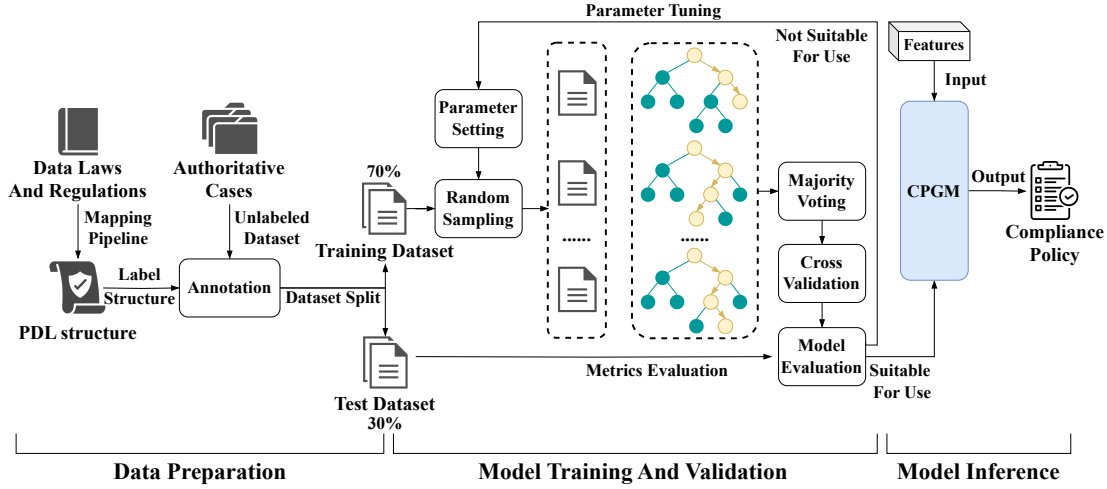 Parameter Tuning
Not Suitable
For Use
Features
Input
Parameter
Setting
Data Laws
And Regulations
Authoritative
Cases
70%
Random
Sampling
Majority
Voting
CPGM
Output
Compliance
Policy
Mapping
Pipeline
Unlabeled
Dataset
Training Dataset
......
......
Cross
Validation
Label
Structure
Annotation
Dataset Split
PDL structure
Model
Evaluation
Metrics Evaluation
Suitable
For Use
Test Dataset
30%
Data Preparation
Model Training And Validation
Model Inference